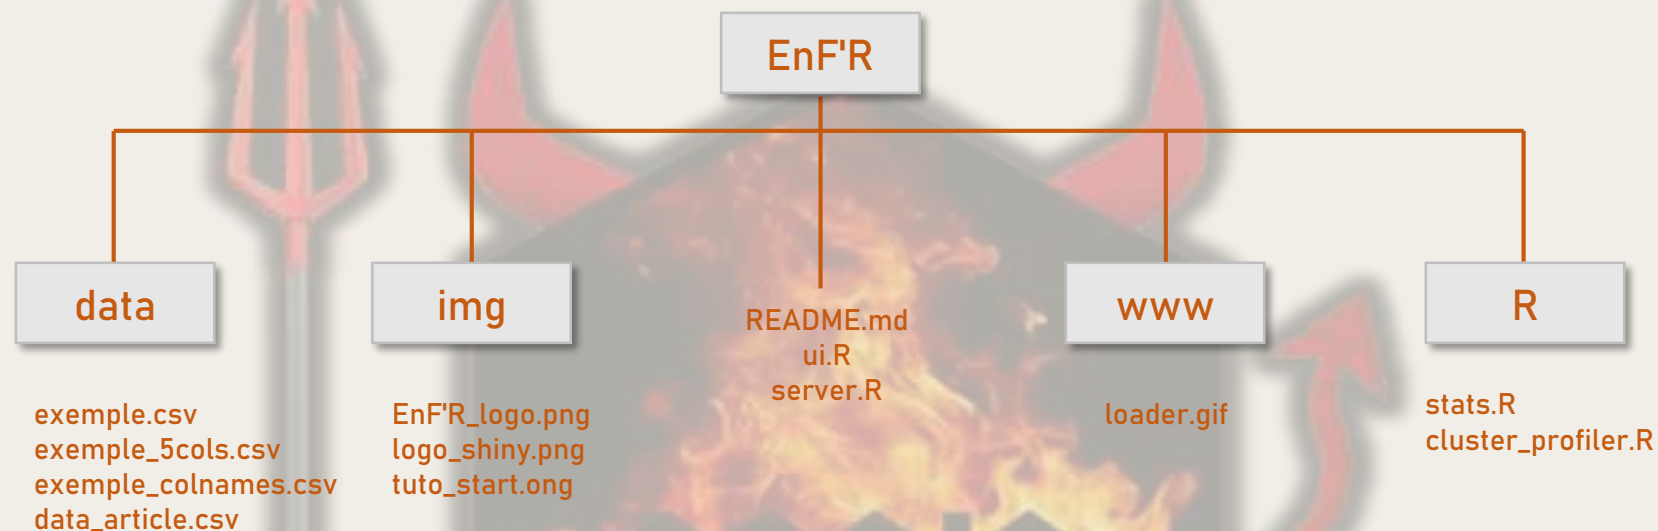 EnF'R
data
img
README.md
ui.R
server.R
www
R
exemple.csv
exemple_5cols.csv
exemple_colnames.csv
data_article.csv
EnF'R_logo.png
logo_shiny.png
tuto_start.ong
loader.gif
stats.R
cluster_profiler.R